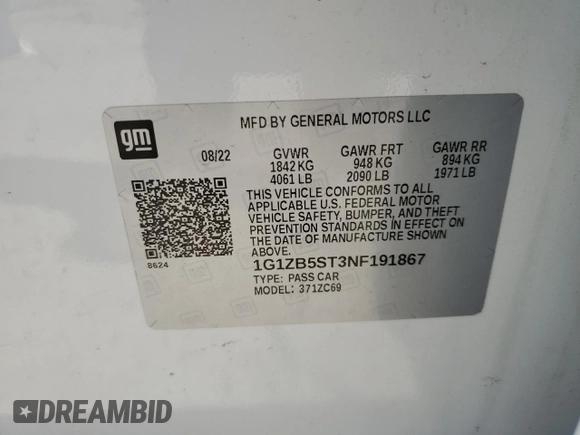 gm
MFD BY GENERAL MOTORS LLC
08/22
GVWR GAWR FRT GAWR RR
1842 KG 948 KG 894 KG
4061 LB 2090 LB 1971 LB
THIS VEHICLE CONFORMS TO ALL
APPLICABLE U.S. FEDERAL MOTOR
VEHICLE SAFETY, BUMPER, AND THEFT
PREVENTION STANDARDS IN EFFECT ON
THE DATE OF MANUFACTURE SHOWN
ABOVE.
8624
1G1ZB5ST3NF191867
TYPE: PASS CAR
MODEL: 371ZC69
DREAMBID